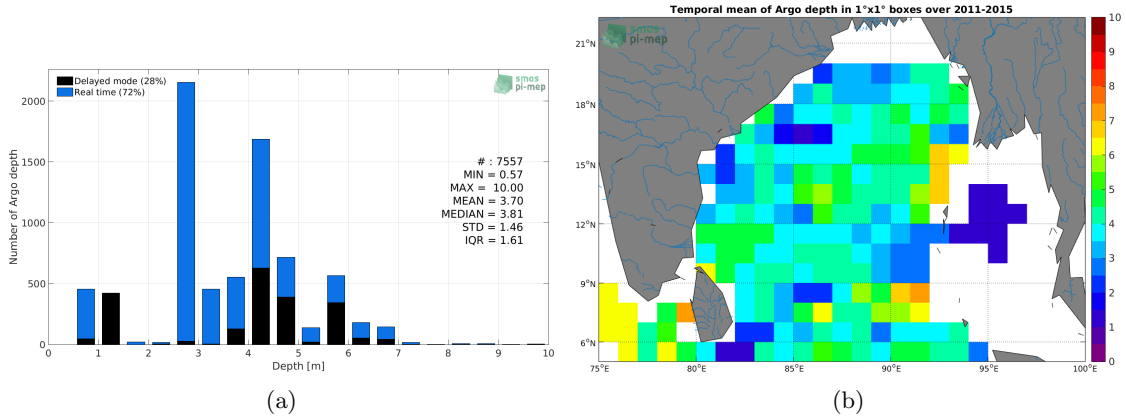 Delayed mode (28%)
Real time (72%)
smos
pi-mep
# : 7557
MIN = 0.57
MAX = 10.00
MEAN = 3.70
MEDIAN = 3.81
STD = 1.46
IQR = 1.61
Number of Argo depth
2000
1500
1000
500
0
0 1 2 3 4 5 6 7 8 9 10
Depth [m]
(a)
Temporal mean of Argo depth in 1°x1° boxes over 2011-2015
smos
pi-mep
21°N
18°N
15°N
12°N
9°N
6°N
75°E 80°E 85°E 90°E 95°E 100°E
10
9
8
7
6
5
4
3
2
1
0
(b)